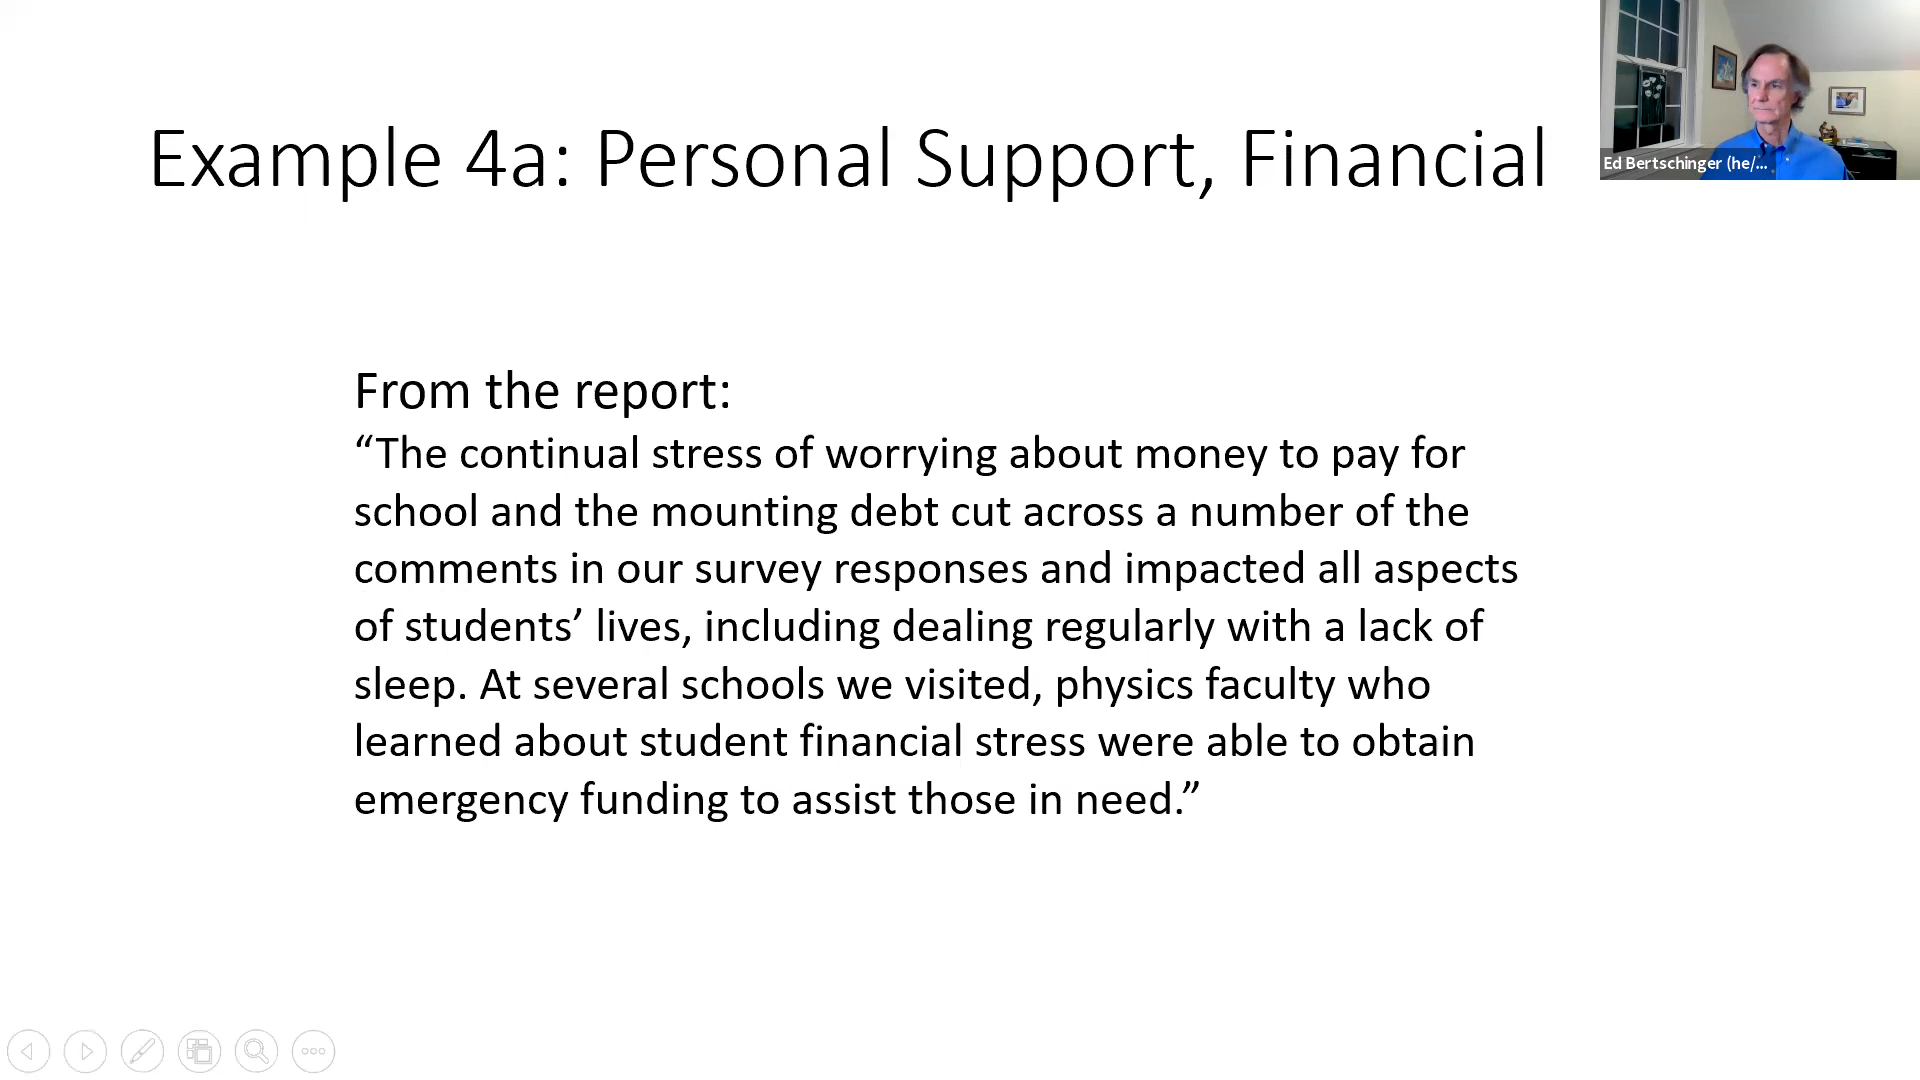 Example 4a: Personal Support, Financial
Ed Bertschinger (he/...
From the report:
“The continual stress of worrying about money to pay for
school and the mounting debt cut across a number of the
comments in our survey responses and impacted all aspects
of students’ lives, including dealing regularly with a lack of
sleep. At several schools we visited, physics faculty who
learned about student financial stress were able to obtain
emergency funding to assist those in need.”